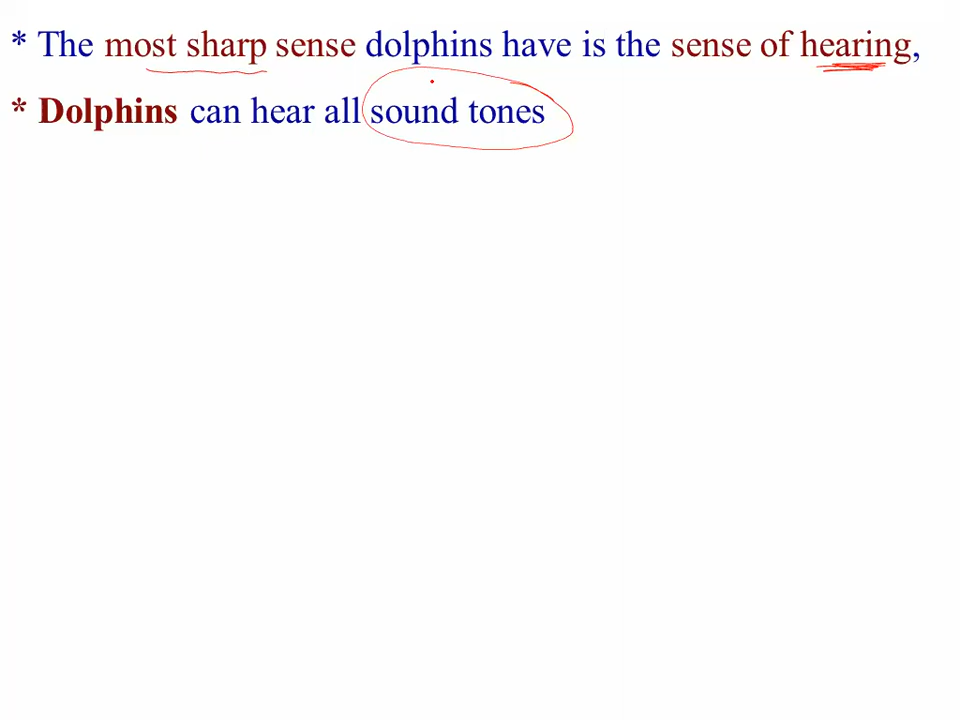 * The most sharp sense dolphins have is the sense of hearing,
* Dolphins can hear all sound tones